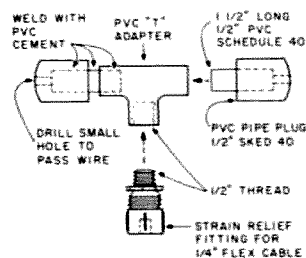 WELD WITH
PVC
CEMENT
PVC "T"
ADAPTER
1 1/2" LONG
1/2" PVC
SCHEDULE 40
DRILL SMALL
HOLE TO
PASS WIRE
PVC PIPE PLUG
1/2" SKED 40
1/2" THREAD
STRAIN RELIEF
FITTING FOR
1/4" FLEX CABLE